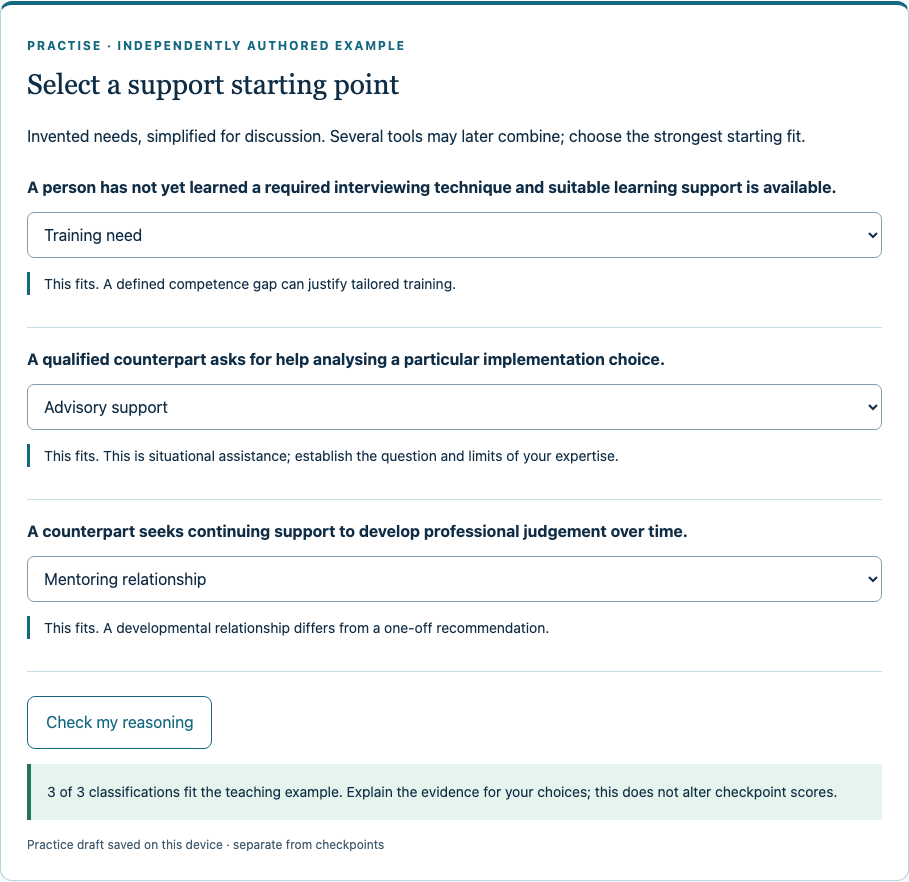 PRACTISE · INDEPENDENTLY AUTHORED EXAMPLE
Select a support starting point
Invented needs, simplified for discussion. Several tools may later combine; choose the strongest starting fit.
A person has not yet learned a required interviewing technique and suitable learning support is available.
Training need
This fits. A defined competence gap can justify tailored training.
A qualified counterpart asks for help analysing a particular implementation choice.
Advisory support
This fits. This is situational assistance; establish the question and limits of your expertise.
A counterpart seeks continuing support to develop professional judgement over time.
Mentoring relationship
This fits. A developmental relationship differs from a one-off recommendation.
Check my reasoning
3 of 3 classifications fit the teaching example. Explain the evidence for your choices; this does not alter checkpoint scores.
Practice draft saved on this device · separate from checkpoints